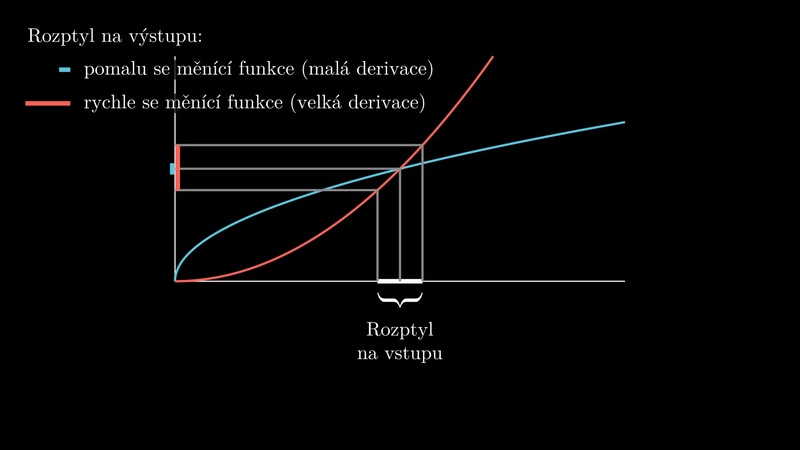 Rozptyl na výstupu:
pomalu se měnící funkce (malá derivace)
rychle se měnící funkce (velká derivace)
Rozptyl
na vstupu